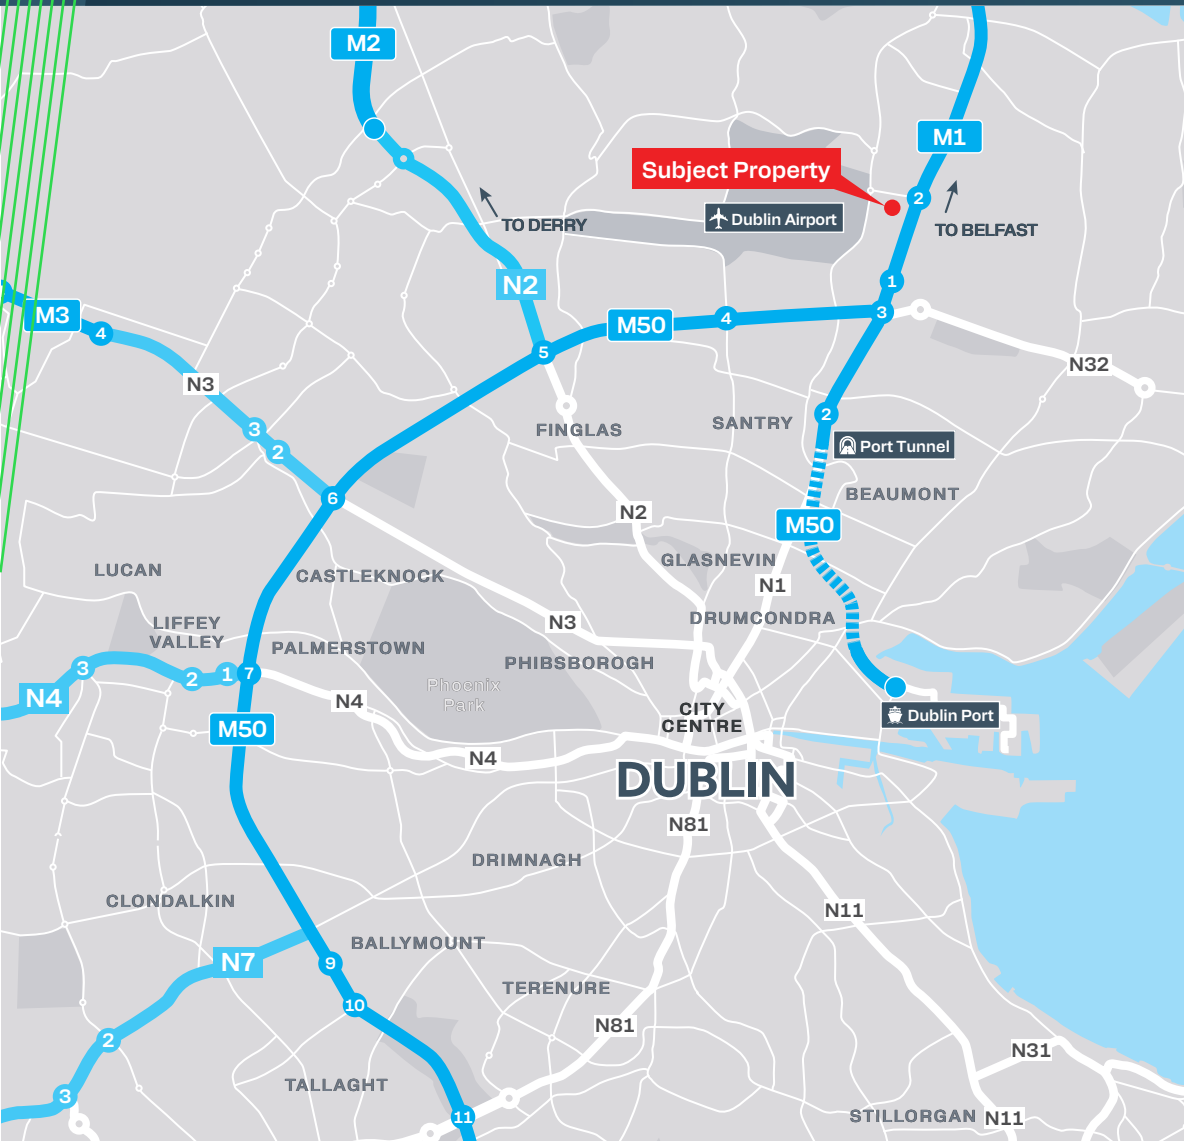 M2
M1
Subject Property
2
Dublin Airport
TO DERRY
TO BELFAST
N2
1
M3
4
M50
4
3
5
N32
N3
2
3
2
FINGLAS
SANTRY
Port Tunnel
6
BEAUMONT
N2
M50
LUCAN
CASTLEKNOCK
GLASNEVIN
N1
LIFFEY
VALLEY
N3
DRUMCONDRA
PALMERSTOWN
PHIBSBOROGH
3
2
1
7
Phoenix
Park
N4
N4
CITY
CENTRE
Dublin Port
M50
N4
DUBLIN
N81
DRIMNAGH
CLONDALKIN
N11
BALLYMOUNT
N7
9
TERENURE
10
N81
2
N31
TALLAGHT
3
11
STILLORGAN
N11